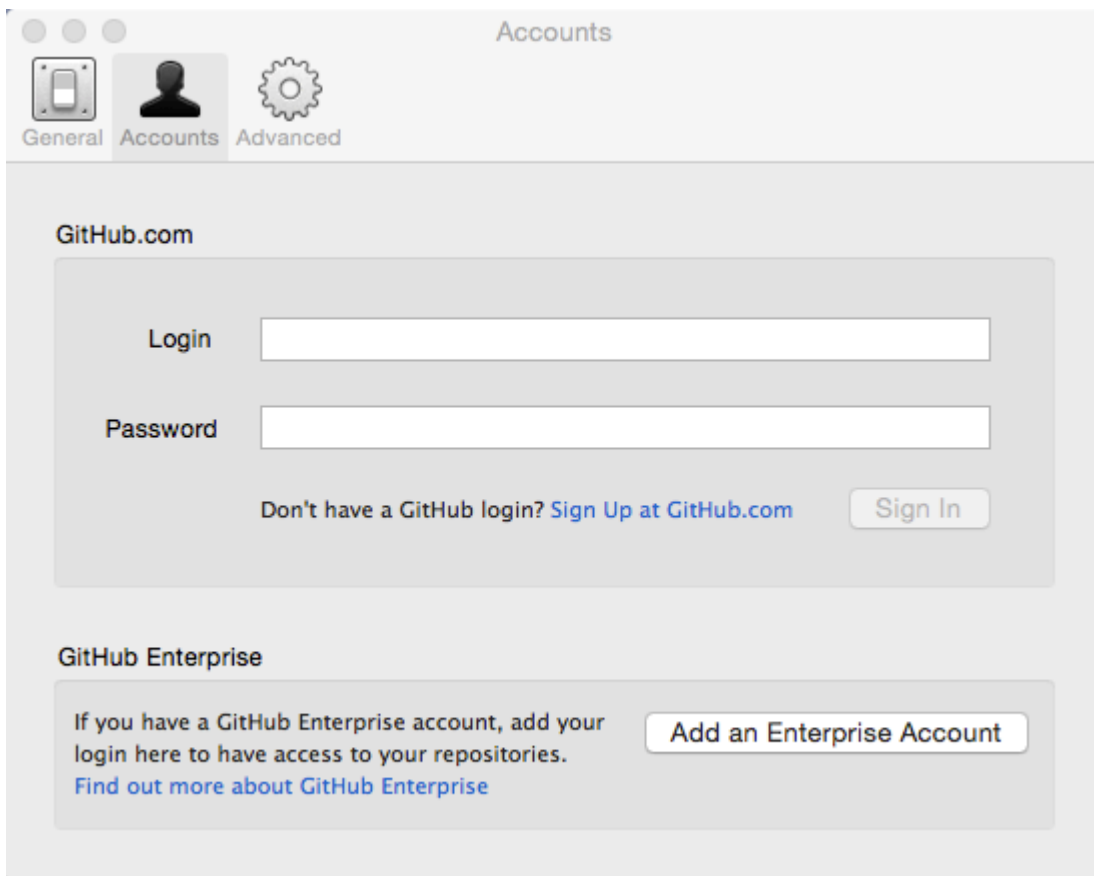 Accounts
General Accounts Advanced
GitHub.com
Login
Password
Don't have a GitHub login? Sign Up at GitHub.com Sign In
GitHub Enterprise
If you have a GitHub Enterprise account, add your
login here to have access to your repositories.
Find out more about GitHub Enterprise
Add an Enterprise Account